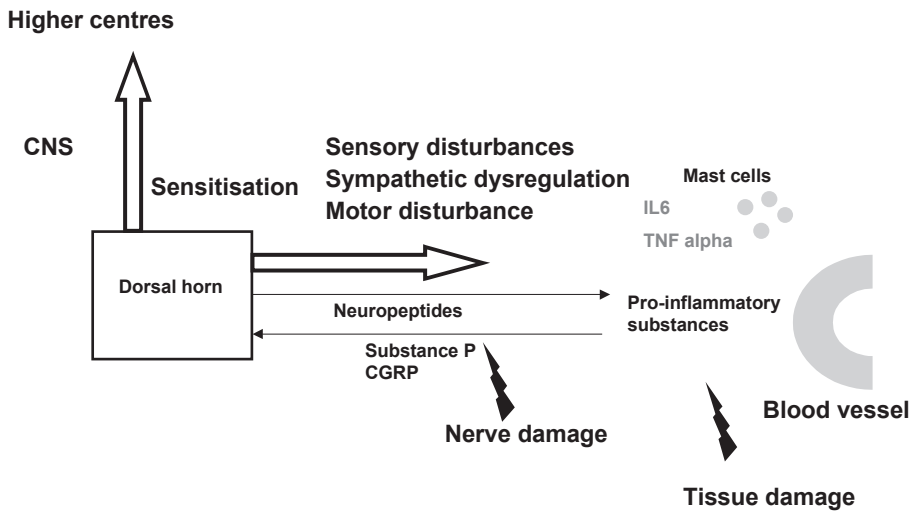 Higher centres
CNS
Sensitisation
Sensory disturbances
Sympathetic dysregulation
Motor disturbance
Mast cells
IL6
TNF alpha
Dorsal horn
Neuropeptides
Pro-inflammatory
substances
Substance P
CGRP
Blood vessel
Nerve damage
Tissue damage